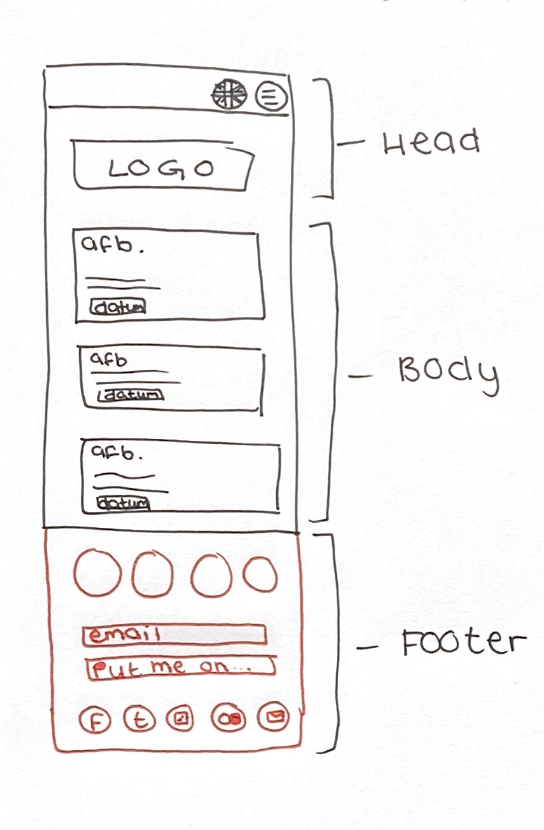 Head
LOGO
afb.
datum
afb
datum
Body
afb.
datum
email
Put me on...
Footer
F
t